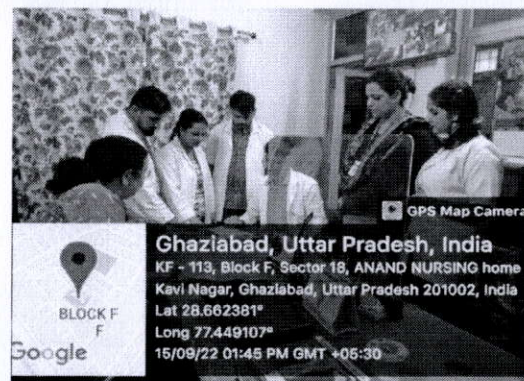 GPS Map Camera
Ghaziabad, Uttar Pradesh, India
KF - 113, Block F, Sector 18, ANAND NURSING home
Kavi Nagar, Ghaziabad, Uttar Pradesh 201002, India
Lat 28.662381°
Long 77.449107°
15/09/22 01:45 PM GMT +05:30
BLOCK F
F
Google